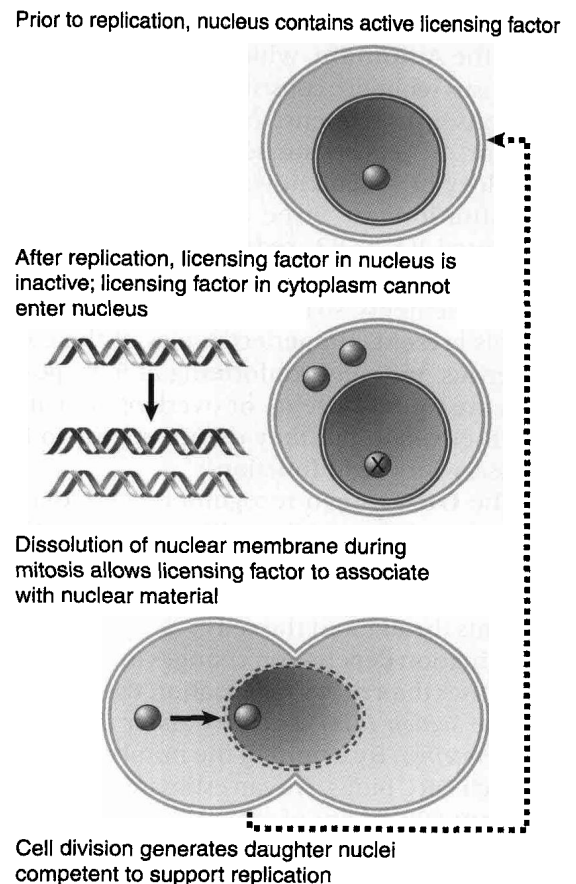 Prior to replication, nucleus contains active licensing factor
After replication, licensing factor in nucleus is
inactive; licensing factor in cytoplasm cannot
enter nucleus
X
Dissolution of nuclear membrane during
mitosis allows licensing factor to associate
with nuclear material
Cell division generates daughter nuclei
competent to support replication